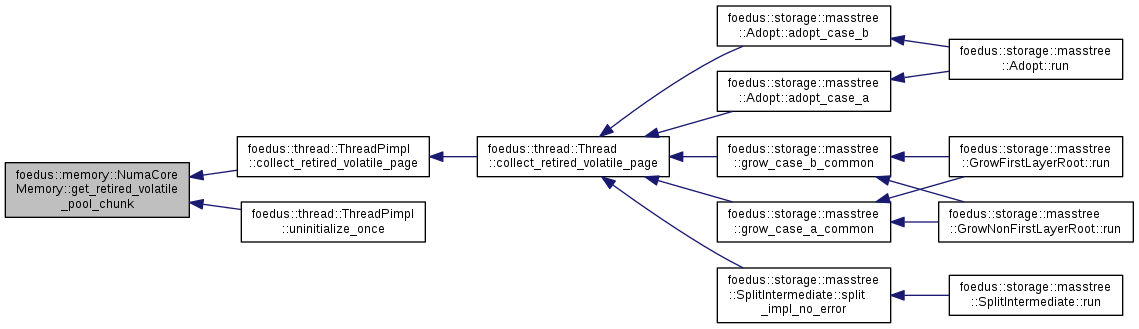 foedus::memory::NumaCore
Memory::get_retired_volatile
_pool_chunk
foedus::thread::ThreadPimpl
::collect_retired_volatile_page
foedus::thread::ThreadPimpl
::uninitialize_once
foedus::thread::Thread
::collect_retired_volatile_page
foedus::storage::masstree
::Adopt::adopt_case_b
foedus::storage::masstree
::Adopt::adopt_case_a
foedus::storage::masstree
::grow_case_b_common
foedus::storage::masstree
::grow_case_a_common
foedus::storage::masstree
::SplitIntermediate::split
_impl_no_error
foedus::storage::masstree
::Adopt::run
foedus::storage::masstree
::GrowFirstLayerRoot::run
foedus::storage::masstree
::GrowNonFirstLayerRoot::run
foedus::storage::masstree
::SplitIntermediate::run